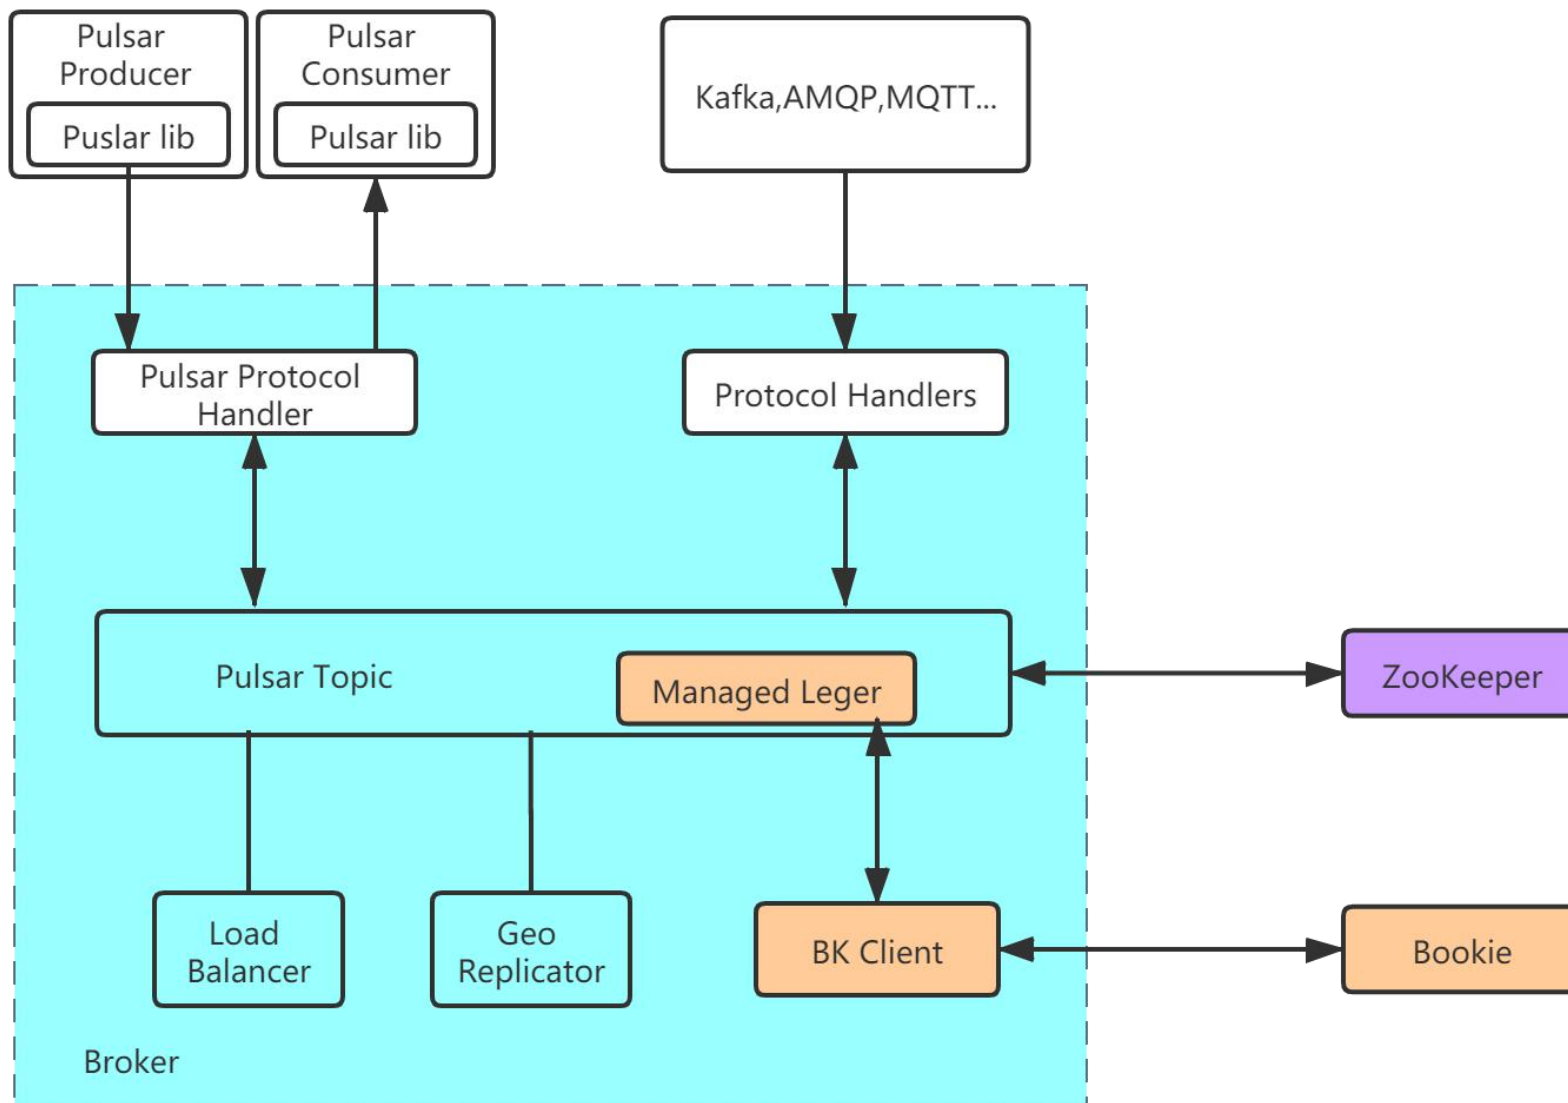 Pulsar
Producer
Puslar lib
Pulsar
Consumer
Pulsar lib
Kafka,AMQP,MQTT...
Pulsar Protocol
Handler
Protocol Handlers
Pulsar Topic
Managed Leger
ZooKeeper
Load
Balancer
Geo
Replicator
BK Client
Bookie
Broker